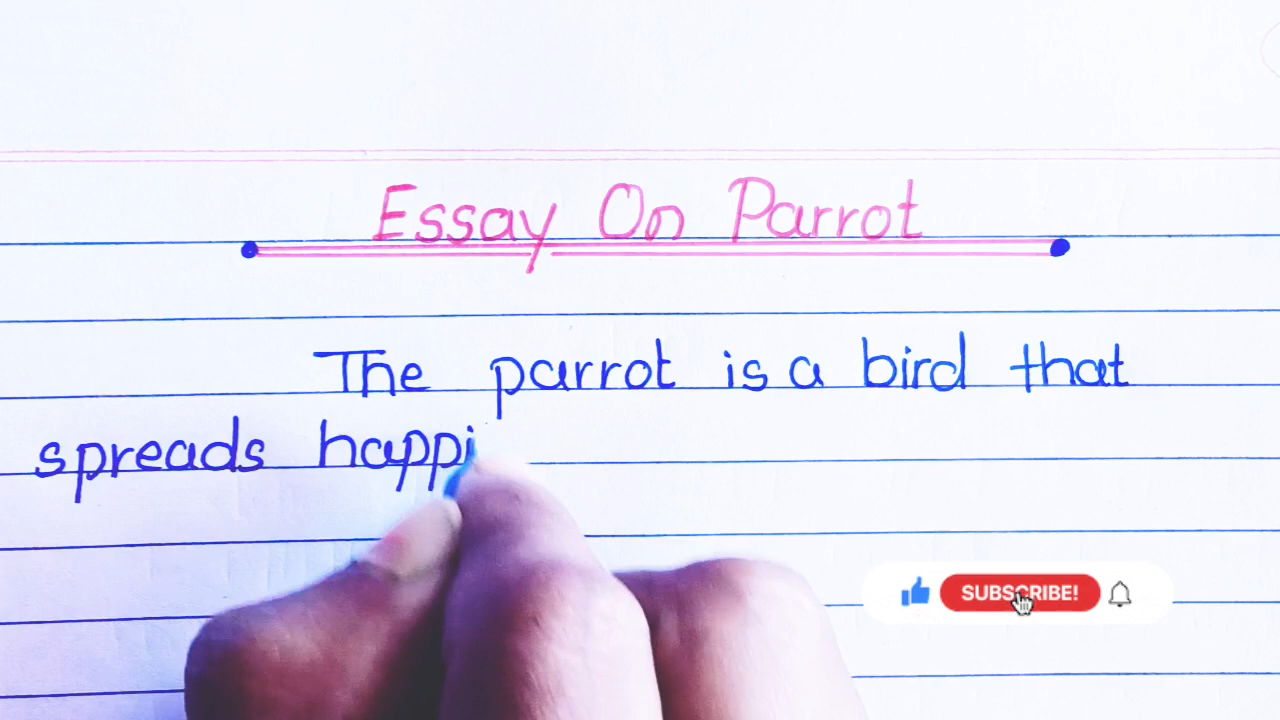 Essay On Parrot
The parrot is a bird that
spreads happi
SUBSCRIBE!